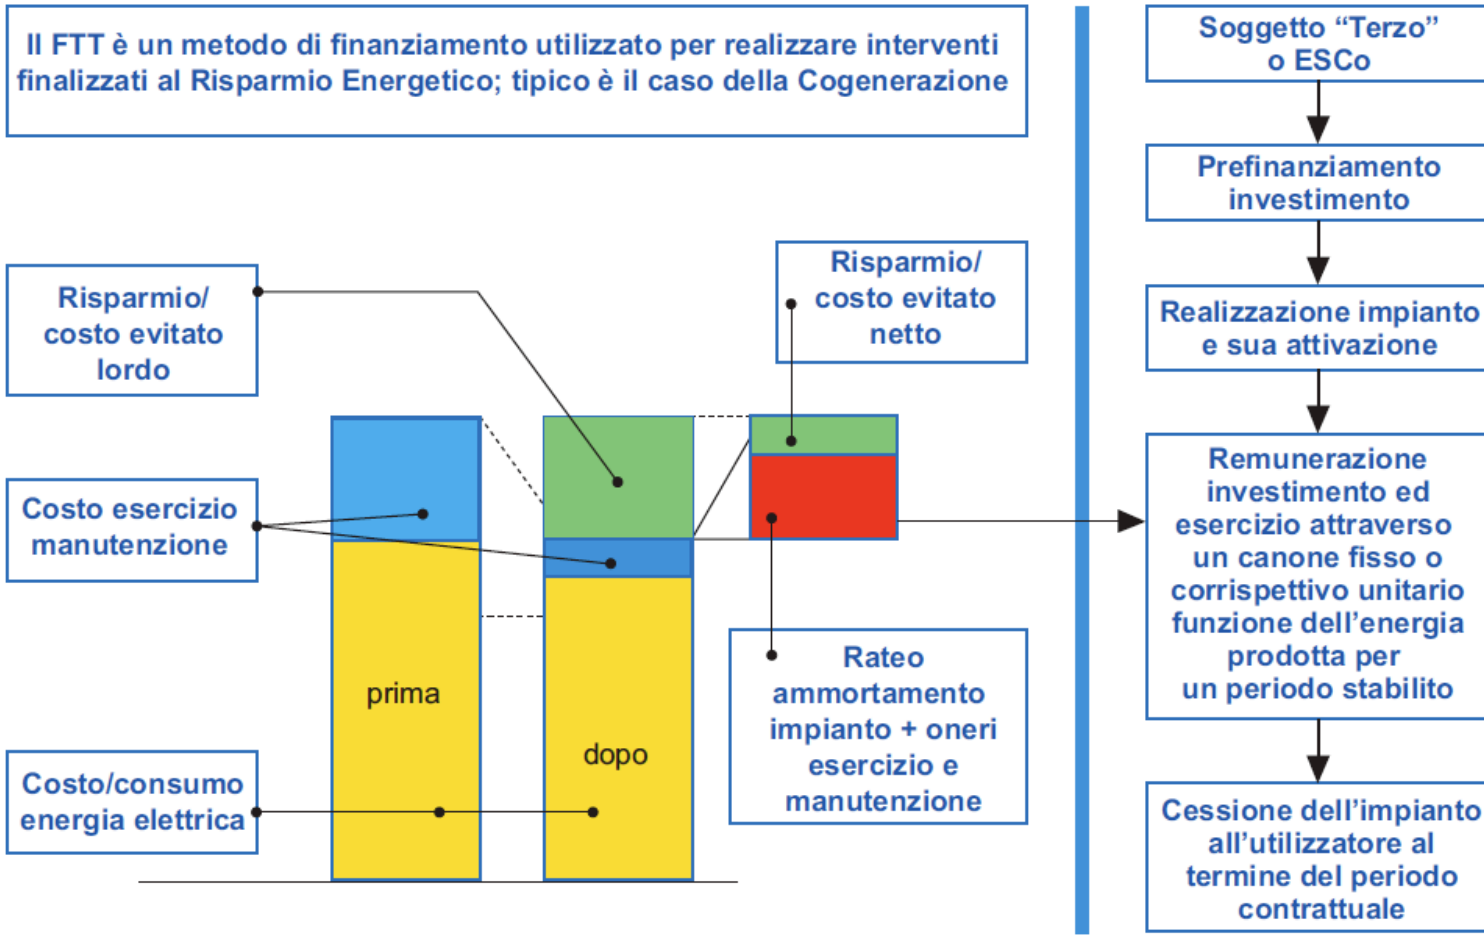 Il FTT è un metodo di finanziamento utilizzato per realizzare interventi
finalizzati al Risparmio Energetico; tipico è il caso della Cogenerazione
Risparmio/
costo evitato
lordo
Risparmio/
costo evitato
netto
Costo esercizio
manutenzione
prima
dopo
Costo/consumo
energia elettrica
Rateo
ammortamento
impianto + oneri
esercizio e
manutenzione
Soggetto “Terzo”
o ESCo
Prefinanziamento
investimento
Realizzazione impianto
e sua attivazione
Remunerazione
investimento ed
esercizio attraverso
un canone fisso o
corrispettivo unitario
funzione dell’energia
prodotta per
un periodo stabilito
Cessione dell’impianto
all’utilizzatore al
termine del periodo
contrattuale